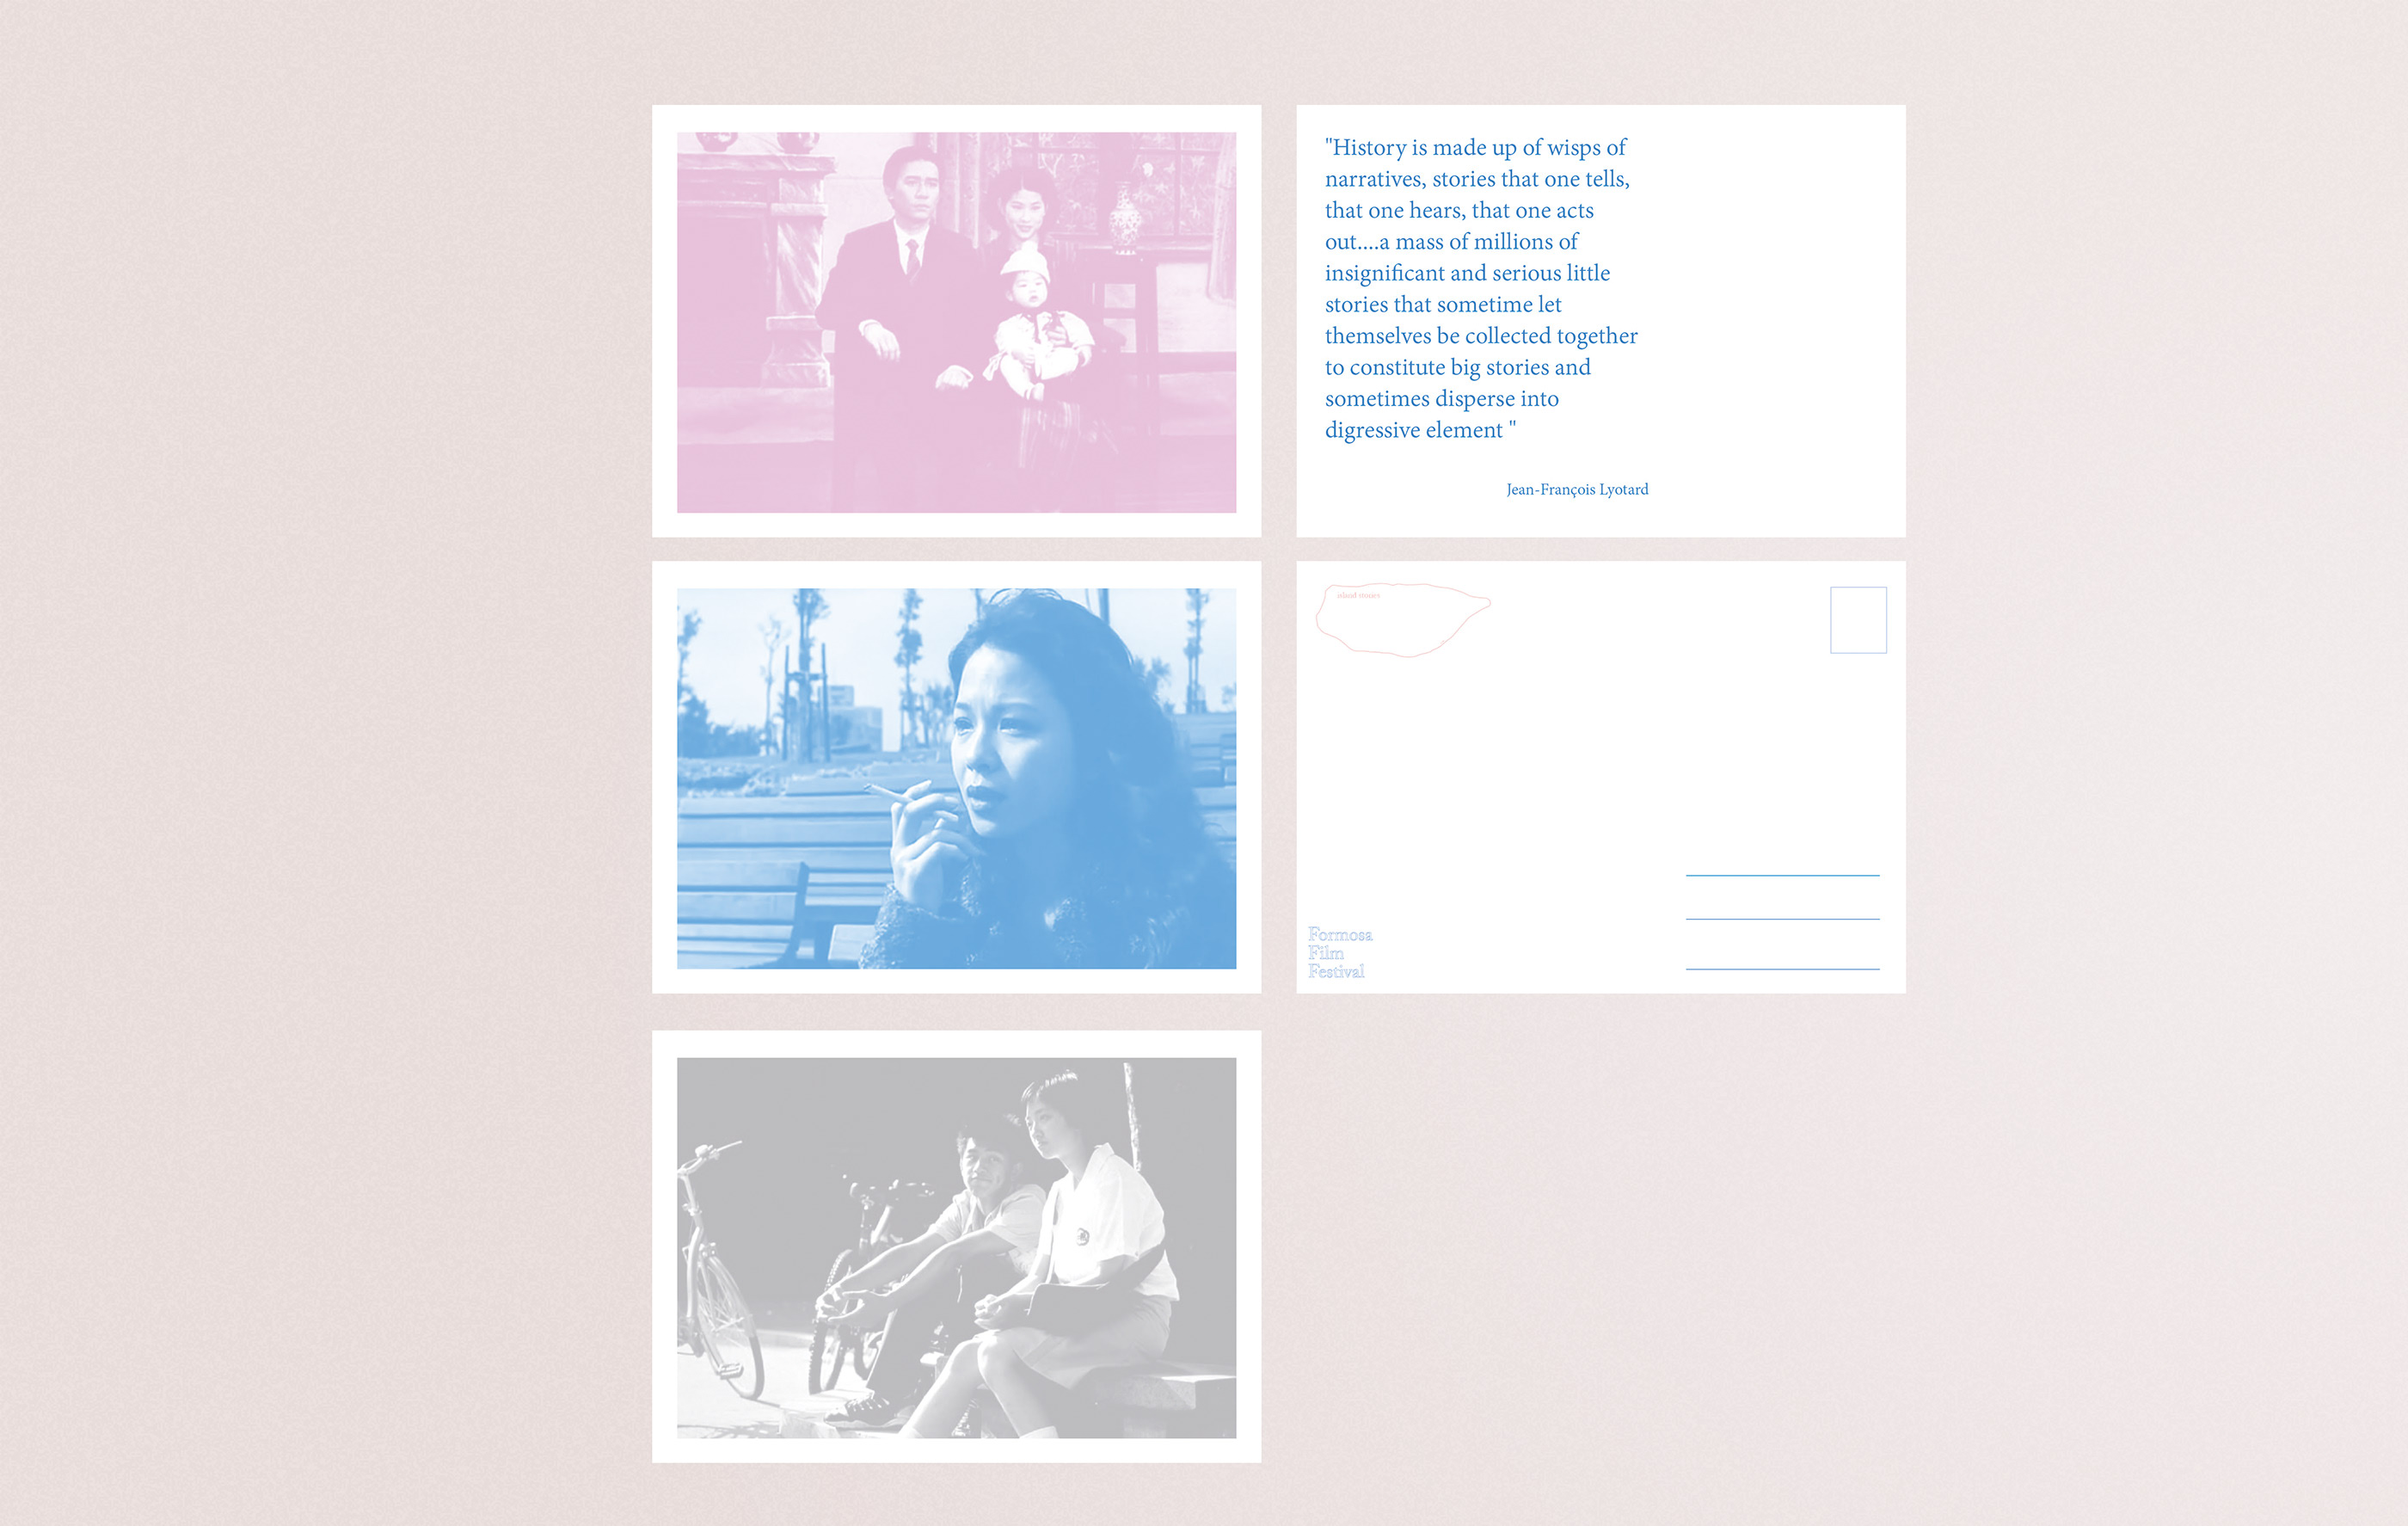 "History is made up of wisps of
narratives, stories that one tells,
that one hears, that one acts
out....a mass of millions of
insignificant and serious little
stories that sometime let
themselves be collected together
to constitute big stories and
sometimes disperse into
digressive element "
Jean-François Lyotard
island
Formosa
Film
Festival